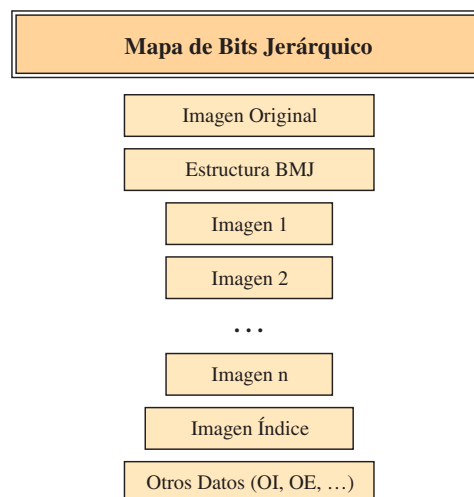 Mapa de Bits Jerárquico
Imagen Original
Estructura BMJ
Imagen 1
Imagen 2
...
Imagen n
Imagen Índice
Otros Datos (OI, OE, …)